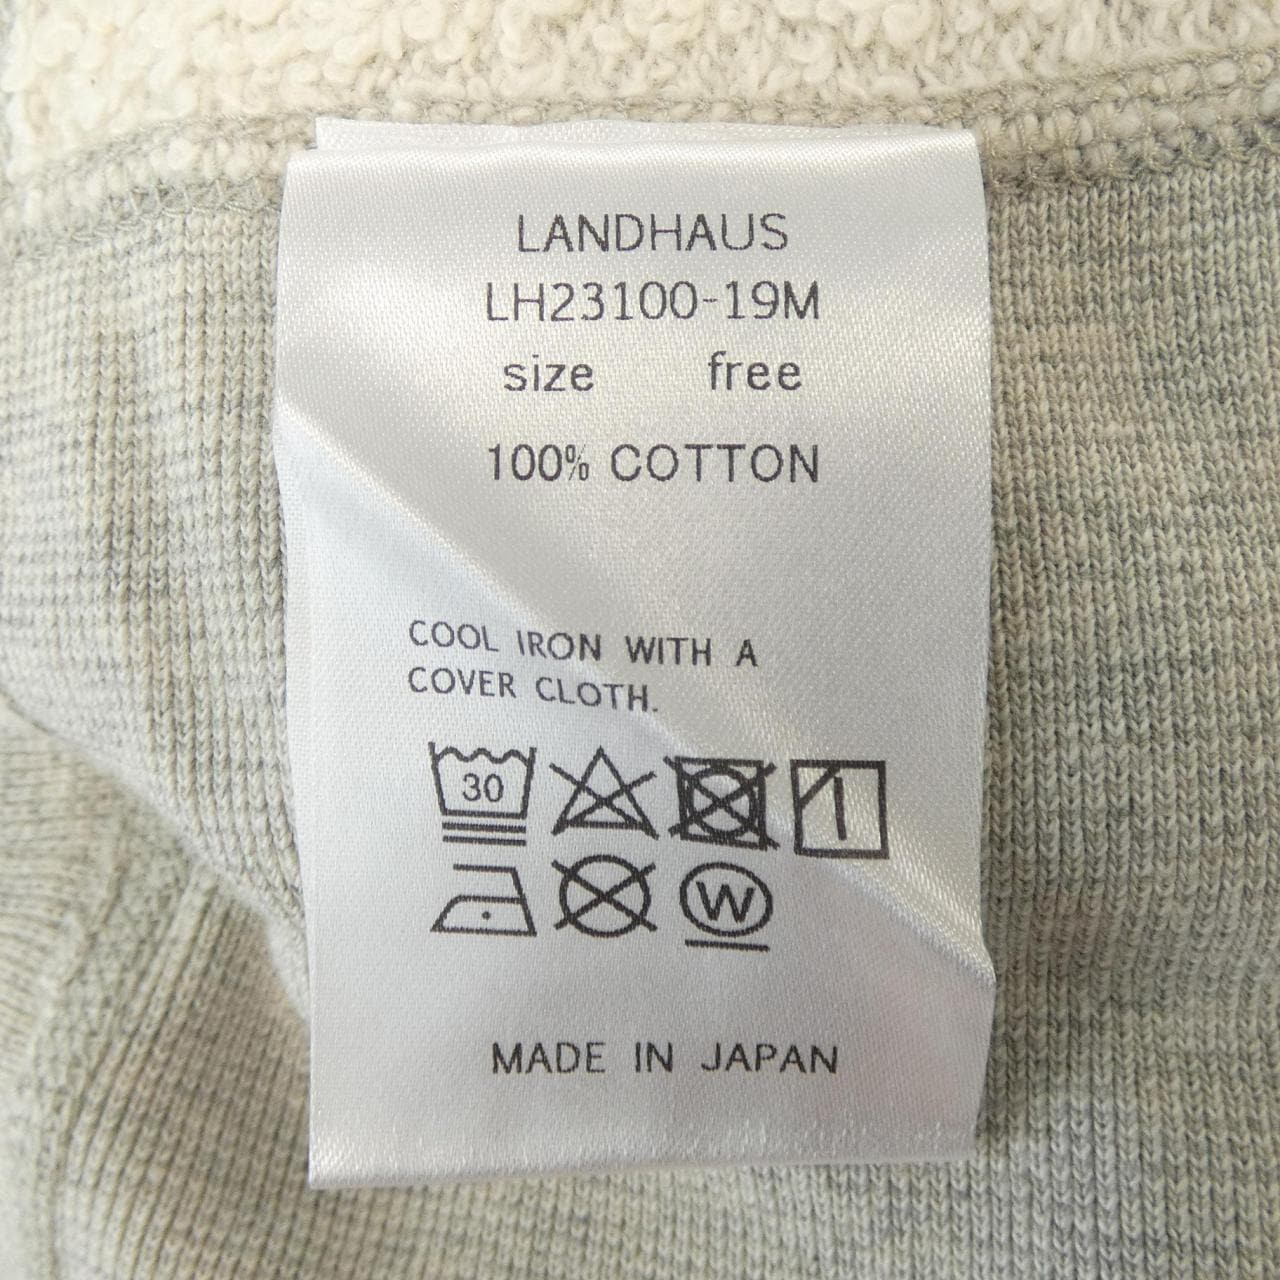 LANDHAUS
LH23100-19M
size free
100% COTTON
COOL IRON WITH A
COVER CLOTH.
30
W
MADE IN JAPAN